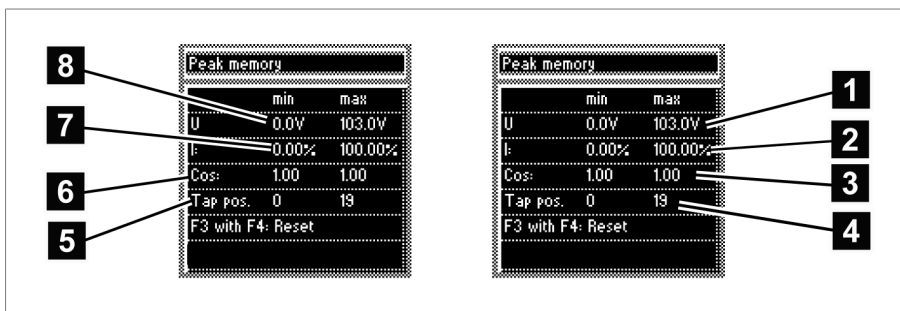 Peak memory
min max
U 0.0V 103.0V
I: 0.00% 100.00%
Cos: 1.00 1.00
Tap pos. 0 19
F3 with F4: Reset
8
7
6
5
Peak memory
min max
U 0.0V 103.0V
I: 0.00% 100.00%
Cos: 1.00 1.00
Tap pos. 0 19
F3 with F4: Reset
1
2
3
4